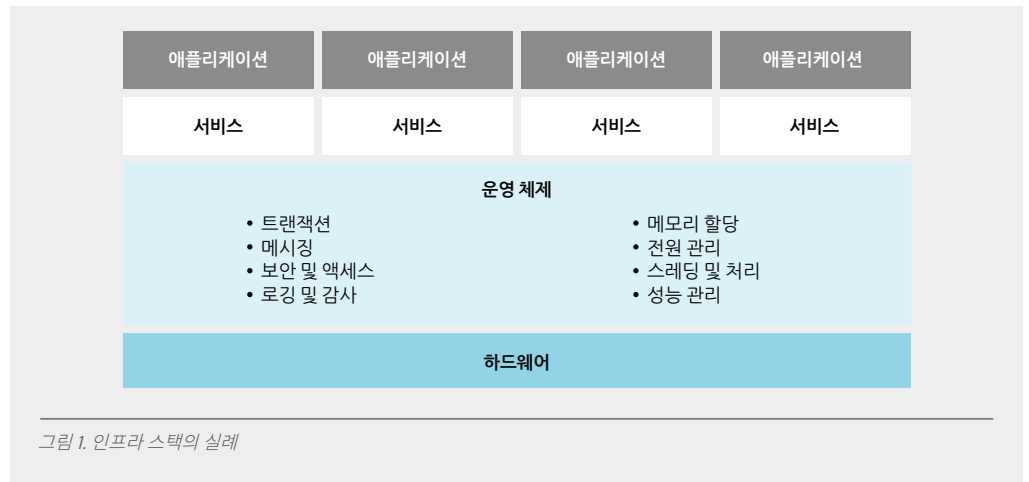 애플리케이션 애플리케이션 애플리케이션 애플리케이션
서비스 서비스 서비스 서비스
운영 체제
• 트랜잭션
• 메시징
• 보안 및 액세스
• 로깅 및 감사
• 메모리 할당
• 전원 관리
• 스레딩 및 처리
• 성능 관리
하드웨어
그림 1. 인프라 스택의 실례